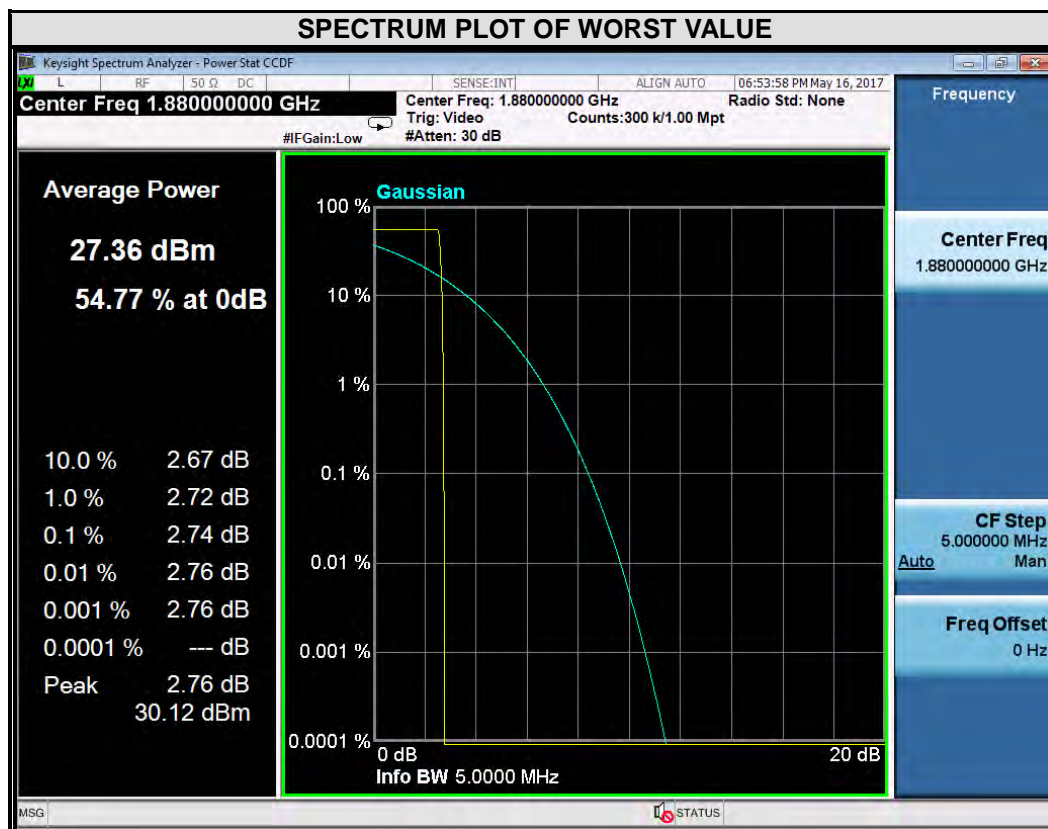 SPECTRUM PLOT OF WORST VALUE
Keysight Spectrum Analyzer - Power Stat CCDF
LXI L RF 50 Ω DC SENSE:INT ALIGN AUTO 06:53:58 PM May 16, 2017
Center Freq 1.880000000 GHz
Center Freq: 1.880000000 GHz Radio Std: None
Trig: Video Counts:300 k/1.00 Mpt
#IFGain:Low #Atten: 30 dB
Frequency
Average Power
27.36 dBm
54.77 % at 0dB
10.0 % 2.67 dB
1.0 % 2.72 dB
0.1 % 2.74 dB
0.01 % 2.76 dB
0.001 % 2.76 dB
0.0001 % --- dB
Peak 2.76 dB
30.12 dBm
Gaussian
100 %
10 %
1 %
0.1 %
0.01 %
0.001 %
0.0001 %
0 dB 20 dB
Info BW 5.0000 MHz
Center Freq
1.880000000 GHz
CF Step
5.000000 MHz
Auto Man
Freq Offset
0 Hz
MSG STATUS